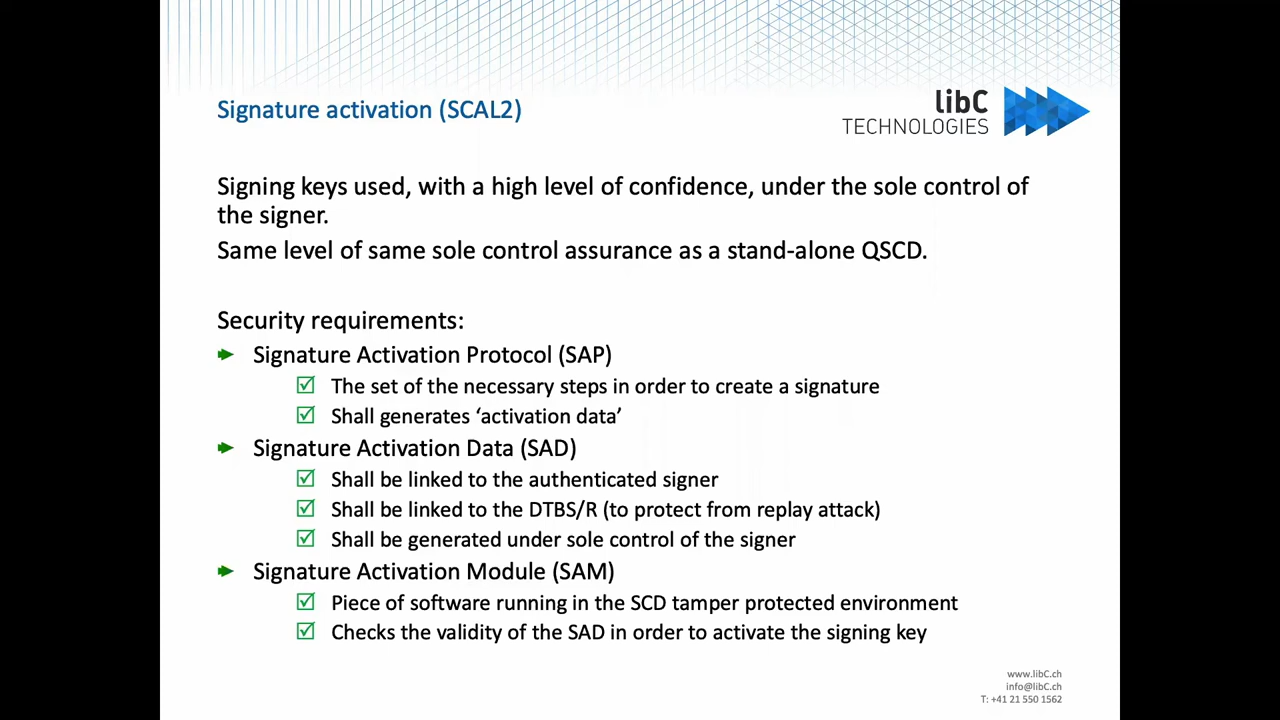 Signature activation (SCAL2)
libC
TECHNOLOGIES
Signing keys used, with a high level of confidence, under the sole control of
the signer.
Same level of same sole control assurance as a stand-alone QSCD.
Security requirements:
Signature Activation Protocol (SAP)
The set of the necessary steps in order to create a signature
Shall generates ‘activation data’
Signature Activation Data (SAD)
Shall be linked to the authenticated signer
Shall be linked to the DTBS/R (to protect from replay attack)
Shall be generated under sole control of the signer
Signature Activation Module (SAM)
Piece of software running in the SCD tamper protected environment
Checks the validity of the SAD in order to activate the signing key
www.libC.ch
info@libC.ch
T: +41 21 550 1562